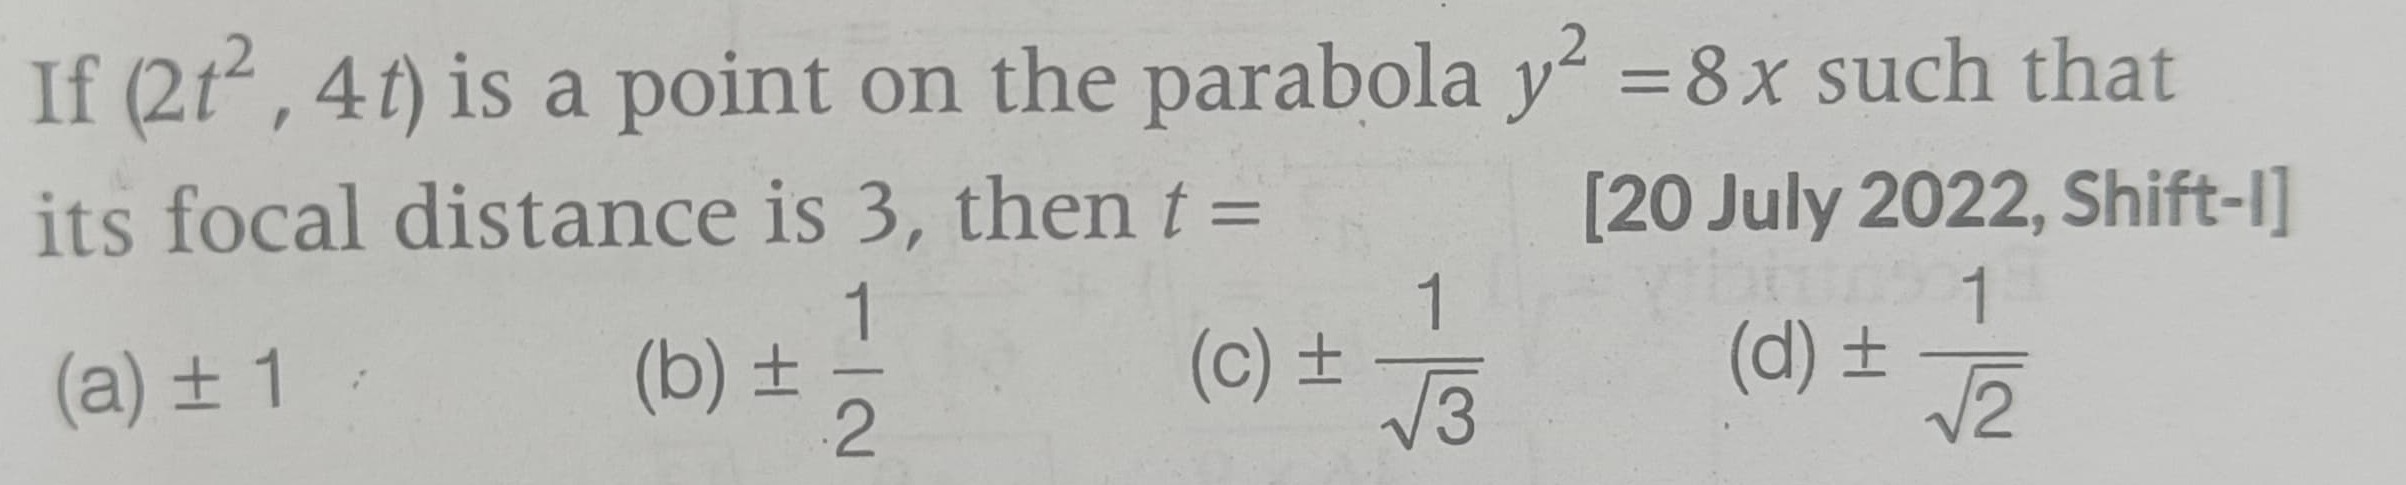 If (2t², 4t) is a point on the parabola y² = 8x such that
its focal distance is 3, then t = [20 July 2022, Shift-I]
(a) ± 1 (b) ± 1/2 (c) ± 1/√3 (d) ± 1/√2